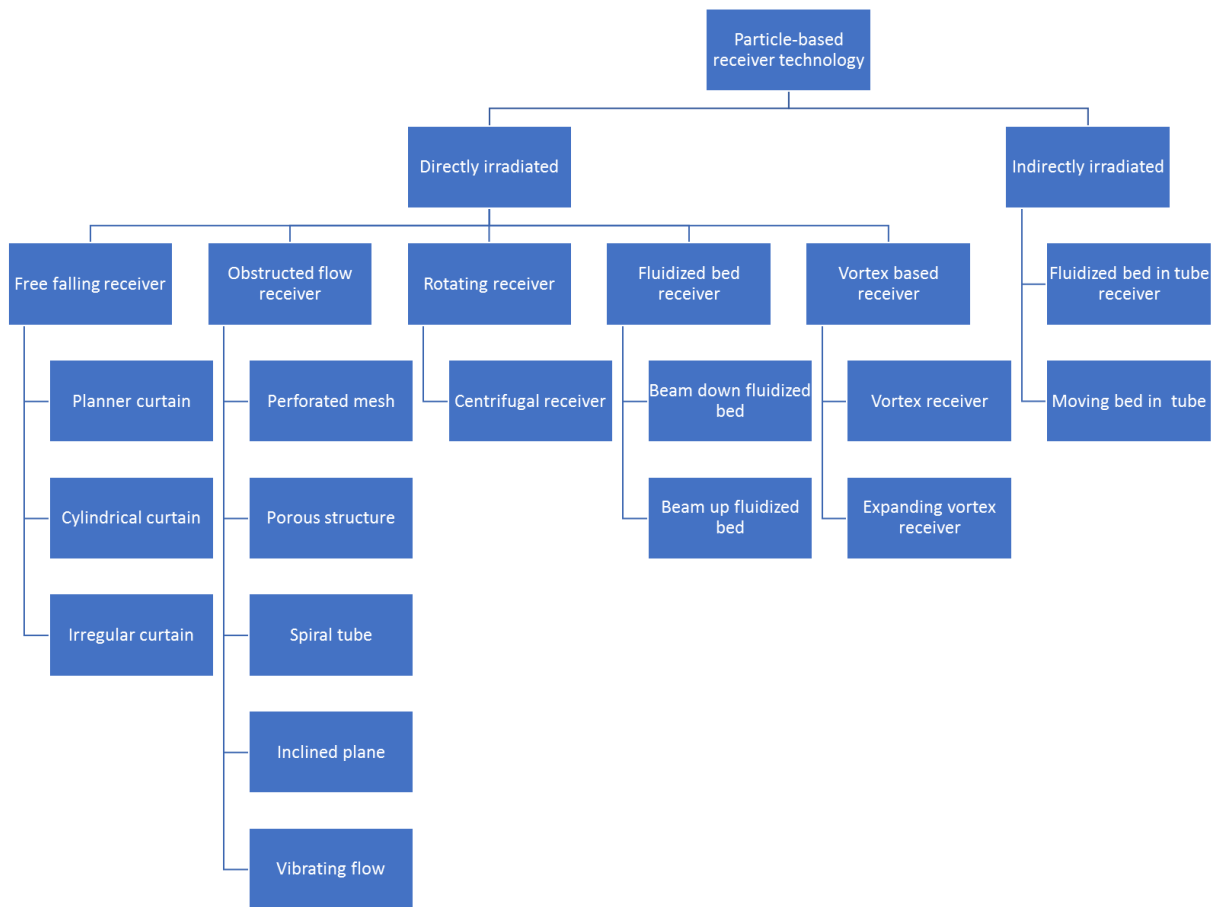 Particle-based
receiver technology
Directly irradiated
Indirectly irradiated
Free falling receiver
Obstructed flow
receiver
Rotating receiver
Fluidized bed
receiver
Vortex based
receiver
Fluidized bed in tube
receiver
Planner curtain
Perforated mesh
Centrifugal receiver
Beam down fluidized
bed
Vortex receiver
Moving bed in  tube
Cylindrical curtain
Porous structure
Beam up fluidized
bed
Expanding vortex
receiver
Irregular curtain
Spiral tube
Inclined plane
Vibrating flow